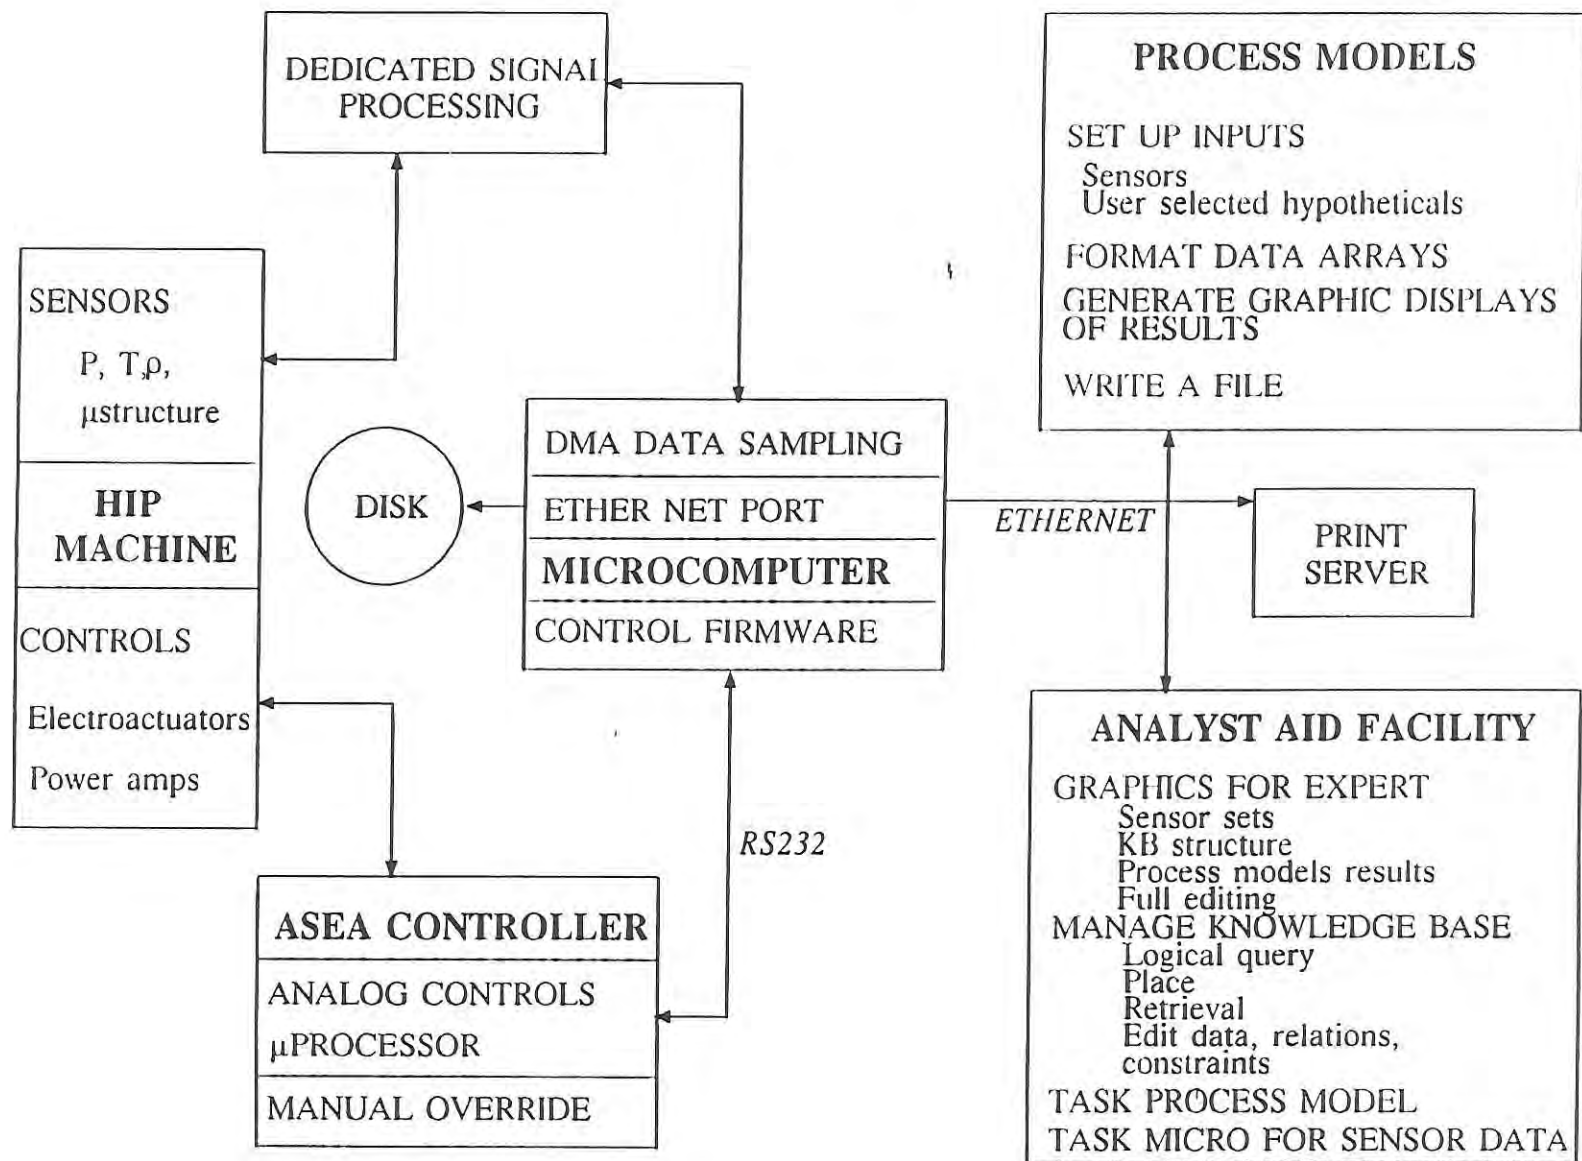 DEDICATED SIGNAL
PROCESSING
SENSORS
P, T,ρ,
μstructure
HIP
MACHINE
CONTROLS
Electroactuators
Power amps
DISK
DMA DATA SAMPLING
ETHER NET PORT
MICROCOMPUTER
CONTROL FIRMWARE
RS232
ASEA CONTROLLER
ANALOG CONTROLS
μPROCESSOR
MANUAL OVERRIDE
PROCESS MODELS
SET UP INPUTS
Sensors
User selected hypotheticals
FORMAT DATA ARRAYS
GENERATE GRAPHIC DISPLAYS
OF RESULTS
WRITE A FILE
ETHERNET
PRINT
SERVER
ANALYST AID FACILITY
GRAPHICS FOR EXPERT
Sensor sets
KB structure
Process models results
Full editing
MANAGE KNOWLEDGE BASE
Logical query
Place
Retrieval
Edit data, relations,
constraints
TASK PROCESS MODEL
TASK MICRO FOR SENSOR DATA